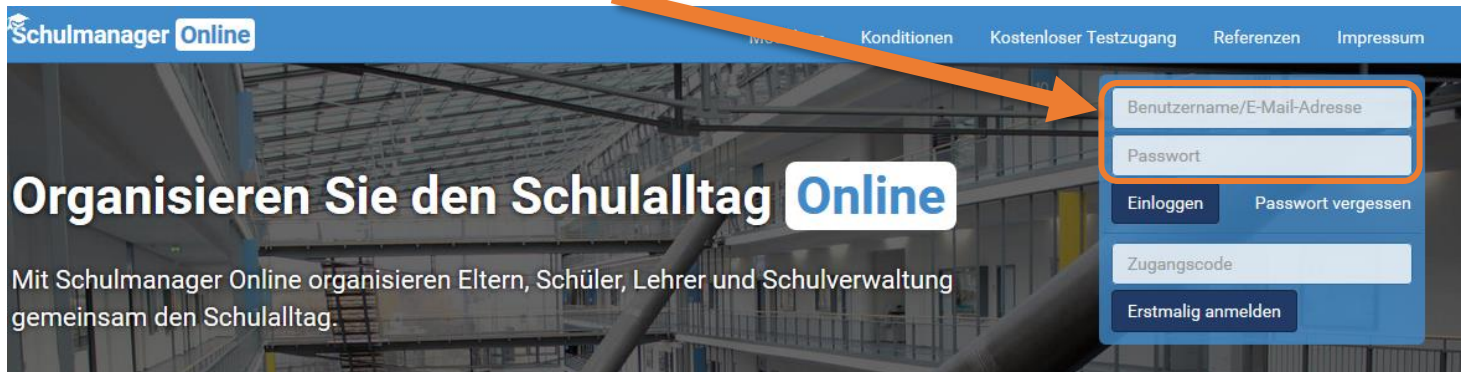 Schulmanager Online
Konditionen
Kostenloser Testzugang
Referenzen
Impressum
Benutzername/E-Mail-Adresse
Passwort
Einloggen
Passwort vergessen
Zugangscode
Erstmalig anmelden
Organisieren Sie den Schulalltag Online
Mit Schulmanager Online organisieren Eltern, Schüler, Lehrer und Schulverwaltung
gemeinsam den Schulalltag.